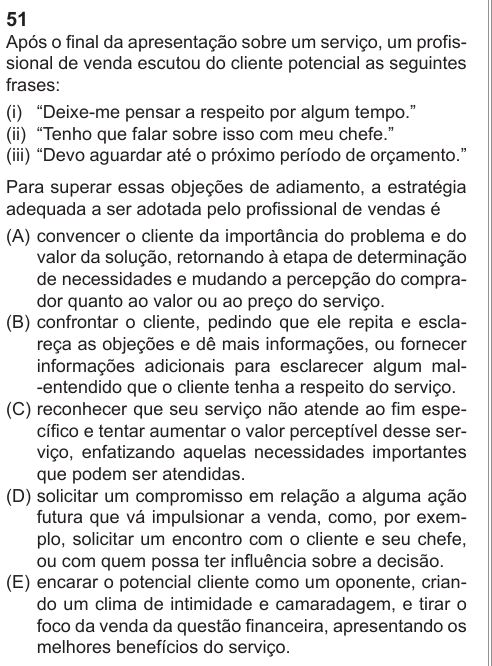 51
Após o final da apresentação sobre um serviço, um profis-
sional de venda escutou do cliente potencial as seguintes
frases:
(i) “Deixe-me pensar a respeito por algum tempo.”
(ii) “Tenho que falar sobre isso com meu chefe.”
(iii) “Devo aguardar até o próximo período de orçamento.”
Para superar essas objeções de adiamento, a estratégia
adequada a ser adotada pelo profissional de vendas é
(A) convencer o cliente da importância do problema e do
valor da solução, retornando à etapa de determinação
de necessidades e mudando a percepção do compra-
dor quanto ao valor ou ao preço do serviço.
(B) confrontar o cliente, pedindo que ele repita e escla-
reça as objeções e dê mais informações, ou fornecer
informações adicionais para esclarecer algum mal-
-entendido que o cliente tenha a respeito do serviço.
(C) reconhecer que seu serviço não atende ao fim espe-
cífico e tentar aumentar o valor perceptível desse ser-
viço, enfatizando aquelas necessidades importantes
que podem ser atendidas.
(D) solicitar um compromisso em relação a alguma ação
futura que vá impulsionar a venda, como, por exem-
plo, solicitar um encontro com o cliente e seu chefe,
ou com quem possa ter influência sobre a decisão.
(E) encarar o potencial cliente como um oponente, crian-
do um clima de intimidade e camaradagem, e tirar o
foco da venda da questão financeira, apresentando os
melhores benefícios do serviço.